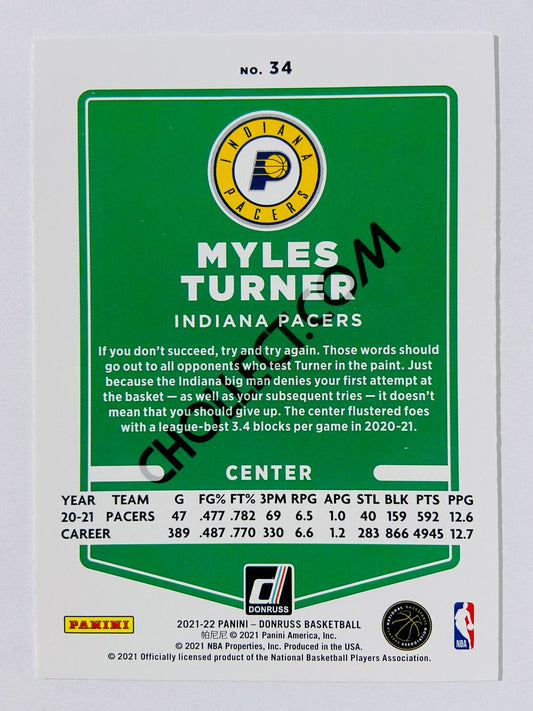 NO. 34
INDIANA
PACERS
MYLES
TURNER
INDIANA PACERS
If you don't succeed, try and try again. Those words should
go out to all opponents who test Turner in the paint. Just
because the Indiana big man denies your first attempt at
the basket — as well as your subsequent tries — it doesn't
mean that you should give up. The center flustered foes
with a league-best 3.4 blocks per game in 2020-21.
CHOLLECT.COM
CENTER
YEAR TEAM G FG% FT% 3PM RPG APG STL BLK PTS PPG
20-21 PACERS 47 .477 .782 69 6.5 1.0 40 159 592 12.6
CAREER 389 .487 .770 330 6.6 1.2 283 866 4945 12.7
DONRUSS
PANINI
2021-22 PANINI – DONRUSS BASKETBALL
帕尼尼 © 2021 Panini America, Inc.
© 2021 NBA Properties, Inc. Produced in the USA.
© 2021 Officially licensed product of the National Basketball Players Association.
NATIONAL BASKETBALL
PLAYERS ASSOCIATION
NBA